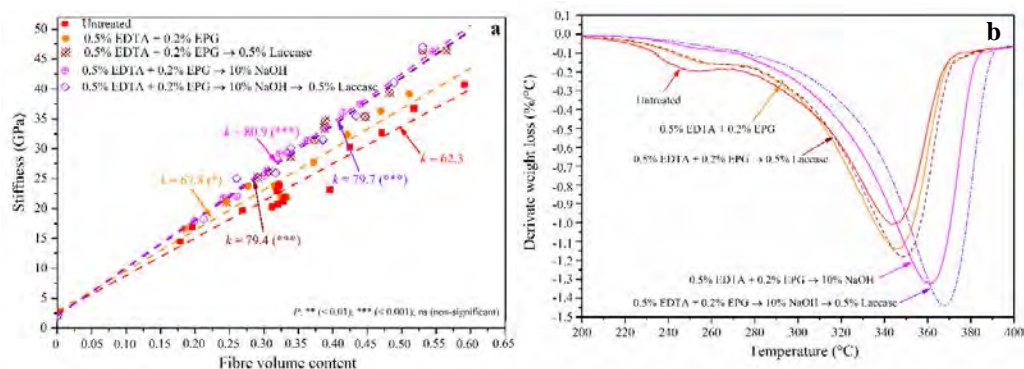 Untreated
0.5% EDTA + 0.2% EPG
0.5% EDTA + 0.2% EPG → 0.5% Laccase
0.5% EDTA + 0.2% EPG → 10% NaOH
0.5% EDTA + 0.2% EPG → 10% NaOH → 0.5% Laccase
a
50
45
40
35
30
25
20
15
10
5
0
Stiffness (GPa)
k = 80.9 (***)
k = 67.8 (*)
k = 62.3
k = 79.7 (***)
k = 79.4 (***)
P: ** (< 0.01); *** (< 0.001); ns (non-significant)
0.00 0.05 0.10 0.15 0.20 0.25 0.30 0.35 0.40 0.45 0.50 0.55 0.60 0.65
Fibre volume content
b
0.1
0.0
-0.1
-0.2
-0.3
-0.4
-0.5
-0.6
-0.7
-0.8
-0.9
-1.0
-1.1
-1.2
-1.3
-1.4
-1.5
Derivate weight loss (%/°C)
Untreated
0.5% EDTA + 0.2% EPG
0.5% EDTA + 0.2% EPG → 0.5% Laccase
0.5% EDTA + 0.2% EPG → 10% NaOH
0.5% EDTA + 0.2% EPG → 10% NaOH → 0.5% Laccase
200 220 240 260 280 300 320 340 360 380 400
Temperature (°C)